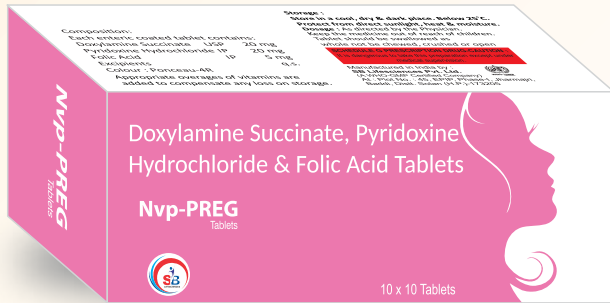 Composition:
Each enteric coated tablet contains:
Doxylamine Succinate USP 20 mg
Pyridoxine Hydrochloride IP 20 mg
Folic Acid IP 5 mg
Excipients q.s.
Colour : Ponceau-4R
Appropriate overages of vitamins are
added to compensate any loss on storage.
Storage :
Store in a cool, dry & dark place. Below 25°C.
Protect from direct sunlight, heat & moisture.
Dosage : As directed by the Physician.
Keep the medicine out of reach of children.
Tablet should be swallowed as
whole not be chewed, crushed or open
Manufactured in India by :
SB Lifesciences Pvt. Ltd.
(A WHO-GMP Certified Company)
Nvp-PREG
Tablets
Doxylamine Succinate, Pyridoxine
Hydrochloride & Folic Acid Tablets
Nvp-PREG
Tablets
SB
10 x 10 Tablets